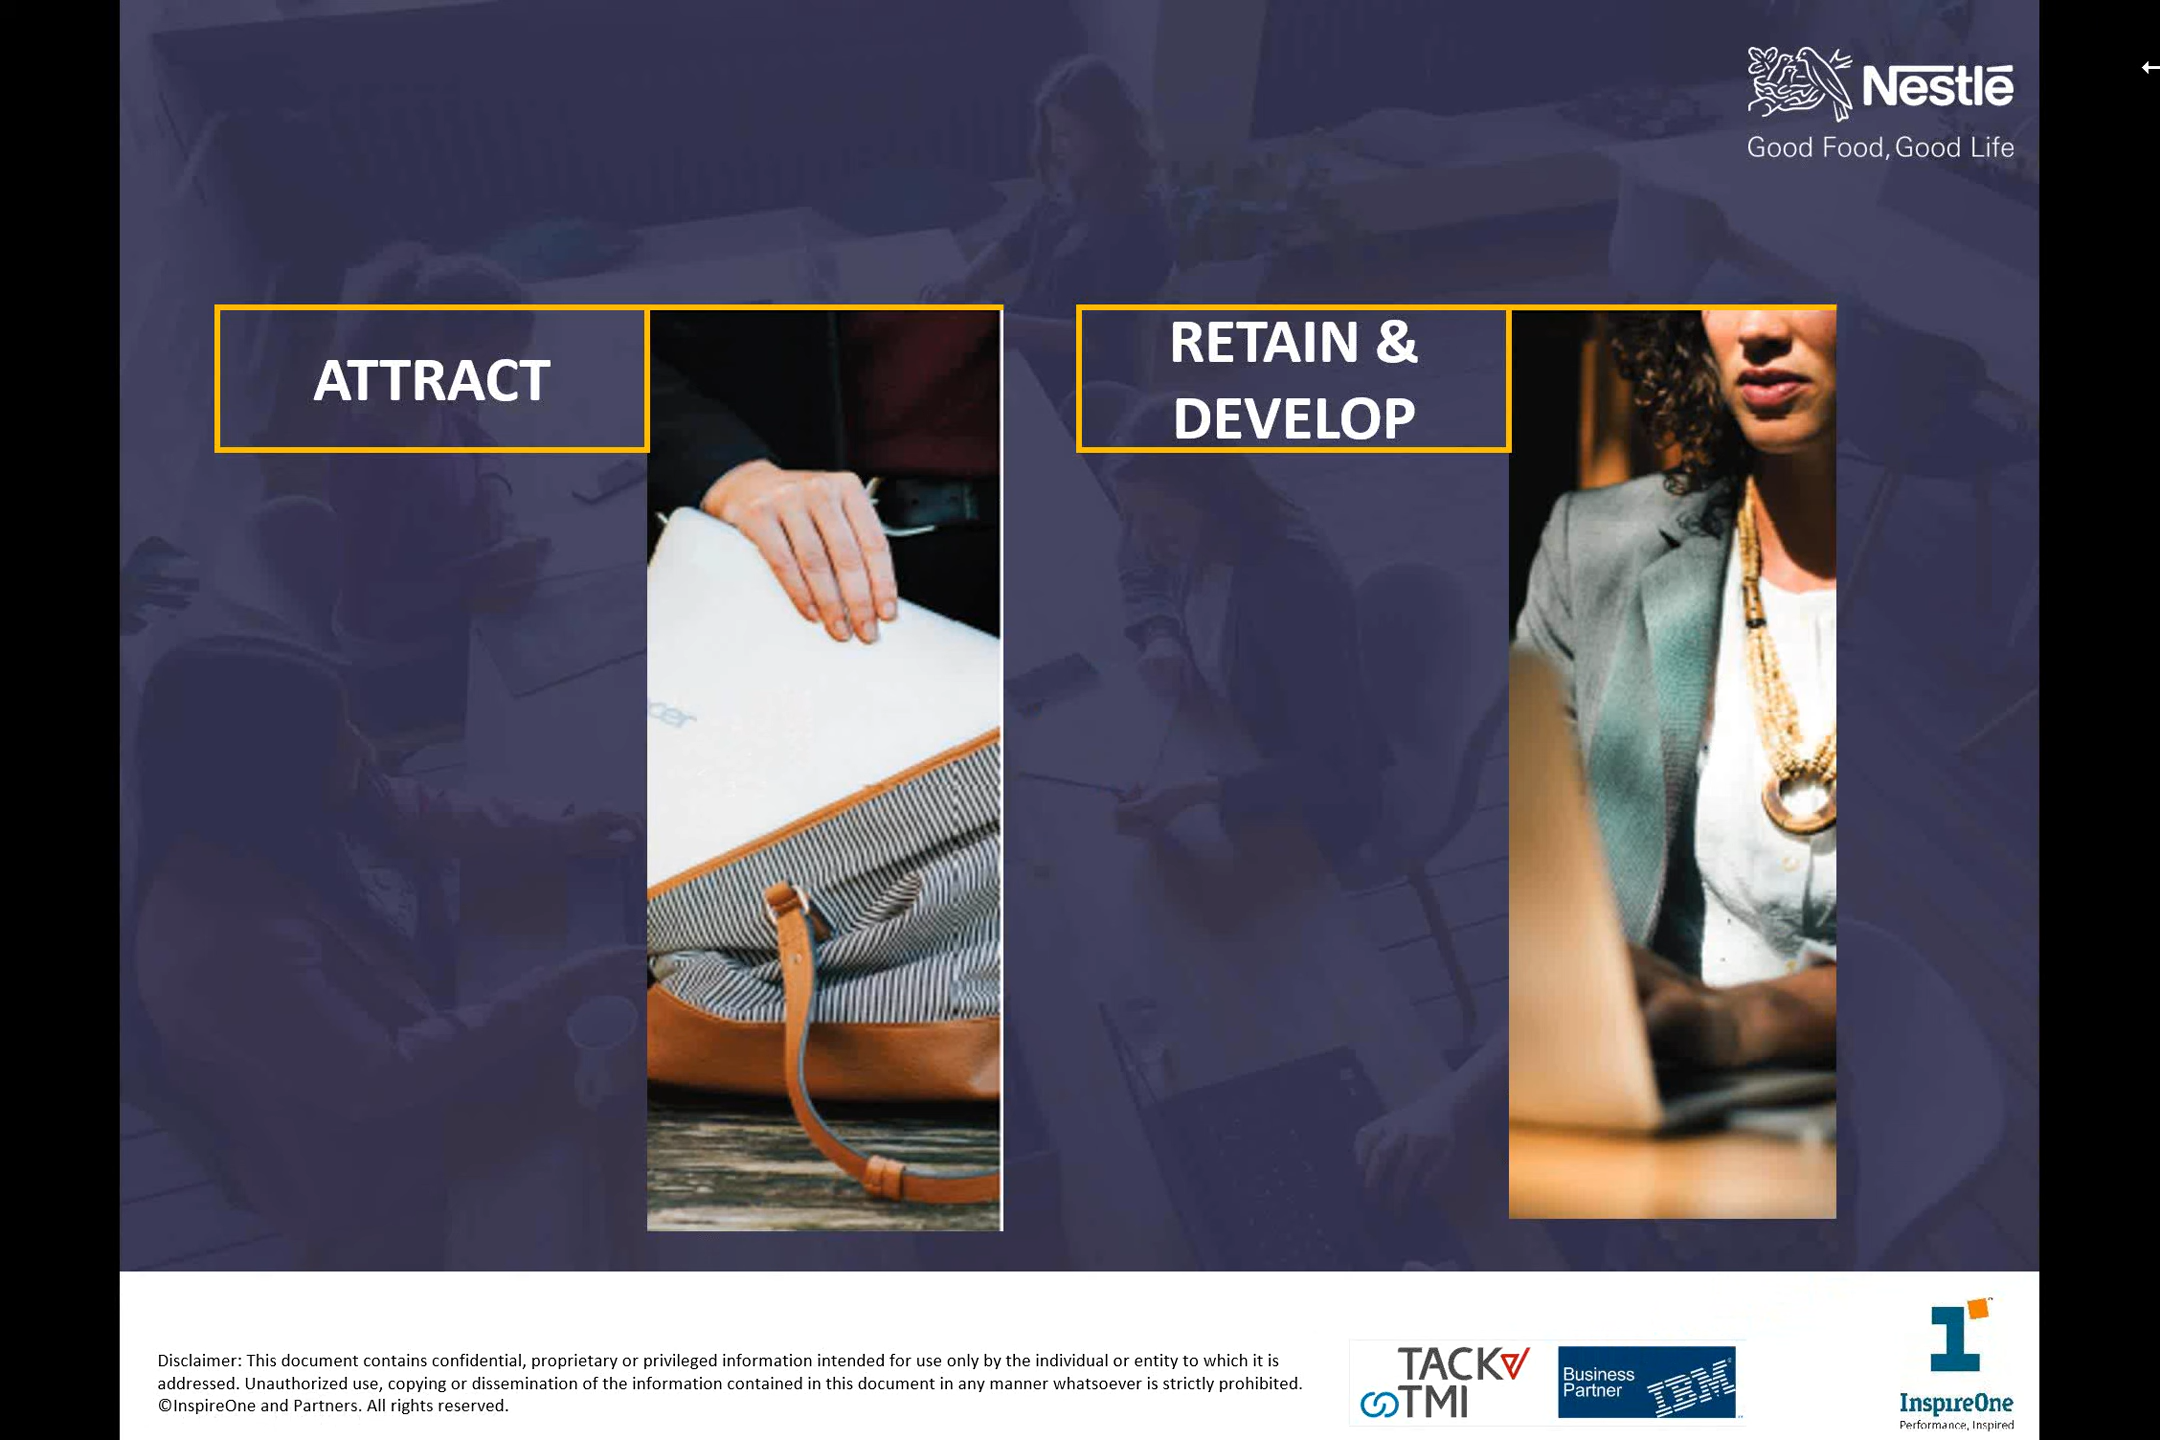 Nestlé
Good Food, Good Life
ATTRACT
RETAIN &
DEVELOP
cer
Disclaimer: This document contains confidential, proprietary or privileged information intended for use only by the individual or entity to which it is
addressed. Unauthorized use, copying or dissemination of the information contained in this document in any manner whatsoever is strictly prohibited.
©InspireOne and Partners. All rights reserved.
TACK
TMI
Business
Partner
IBM
InspireOne
Performance, Inspired